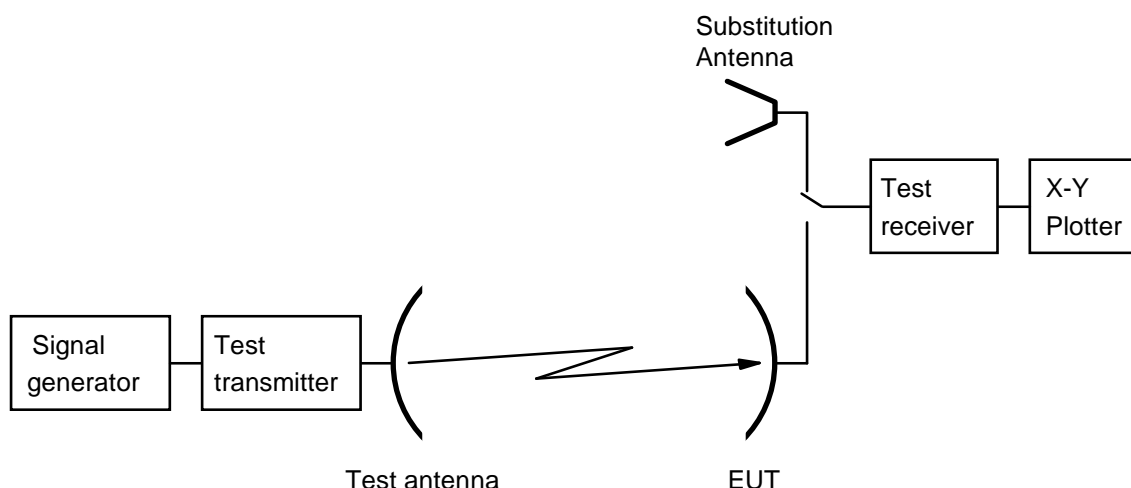 Substitution
Antenna
Test
receiver
X-Y
Plotter
Signal
generator
Test
transmitter
Test antenna
EUT